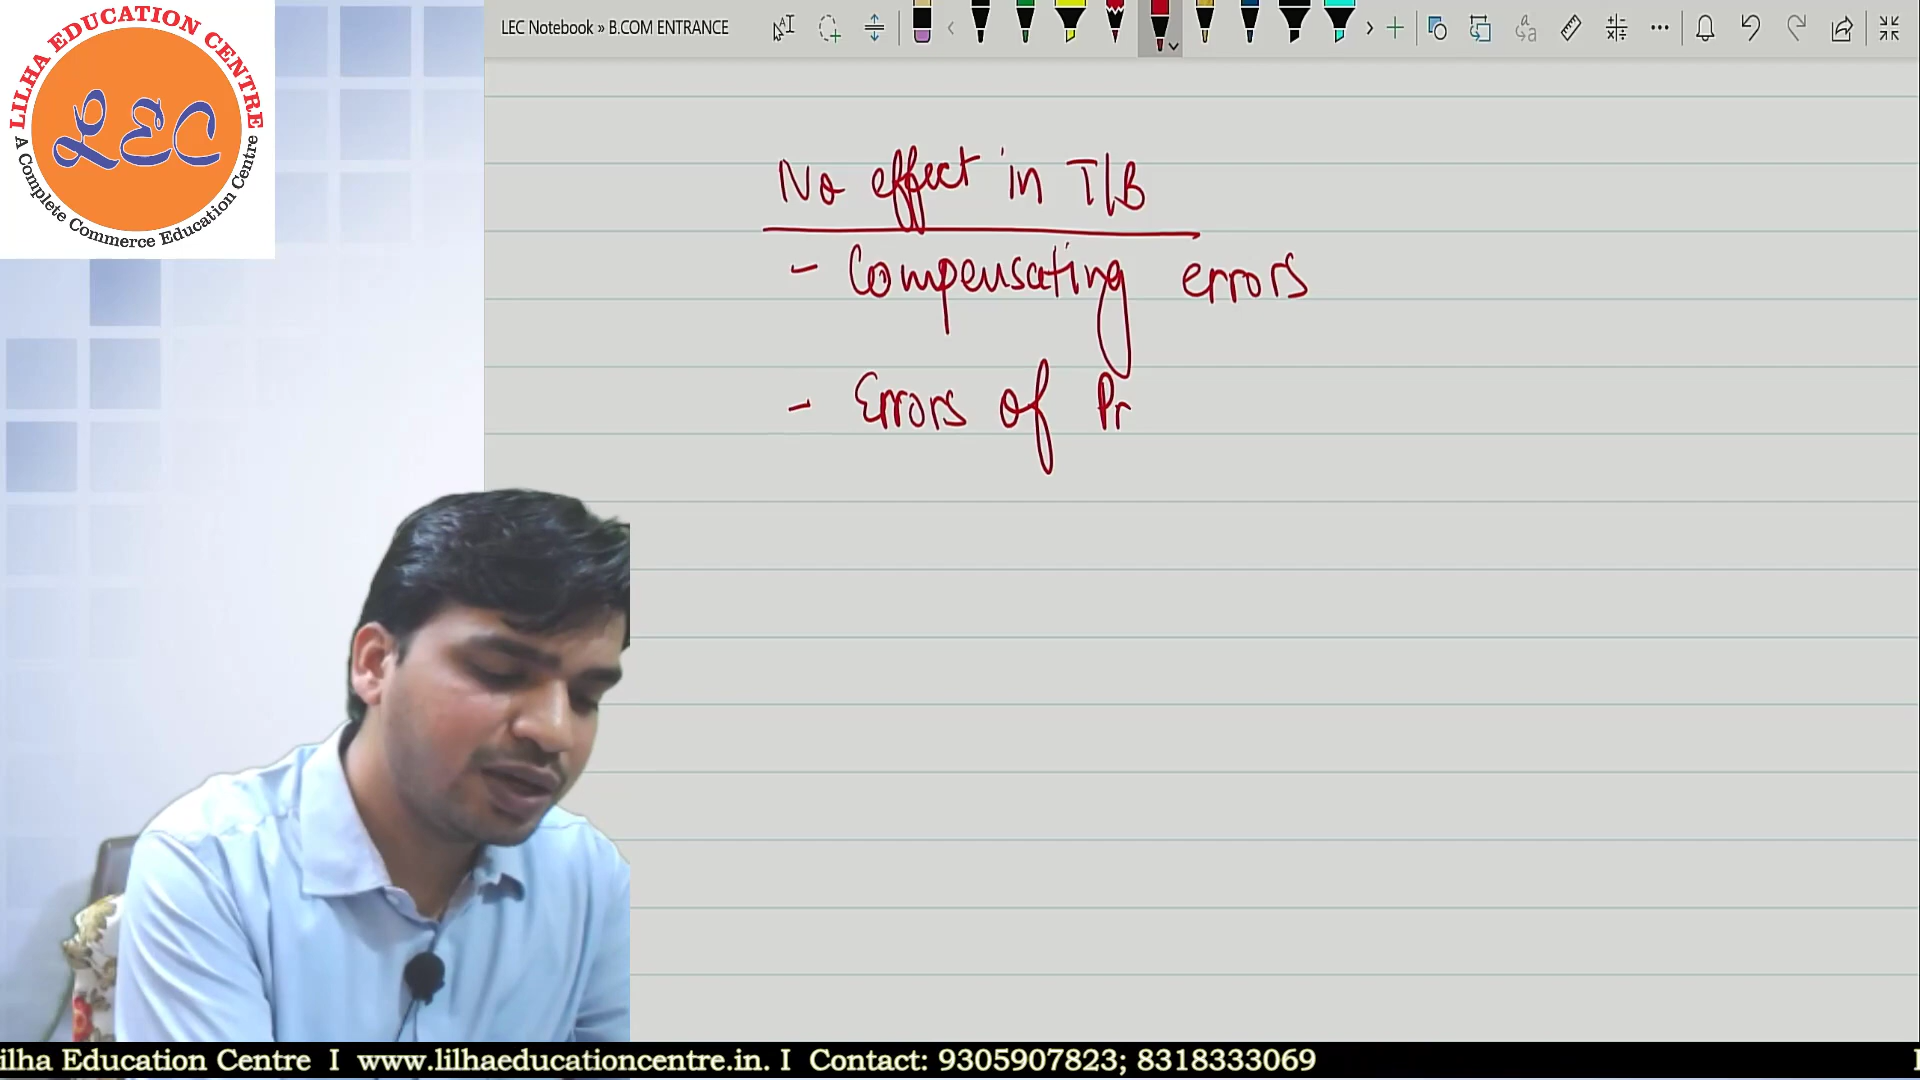 LILHA EDUCATION CENTRE
LEC
A Complete Commerce Education Centre
LEC Notebook » B.COM ENTRANCE
No effect in T/B
- Compensating errors
- Errors of Pr
ilha Education Centre I www.lilhaeducationcentre.in. I Contact: 9305907823; 8318333069